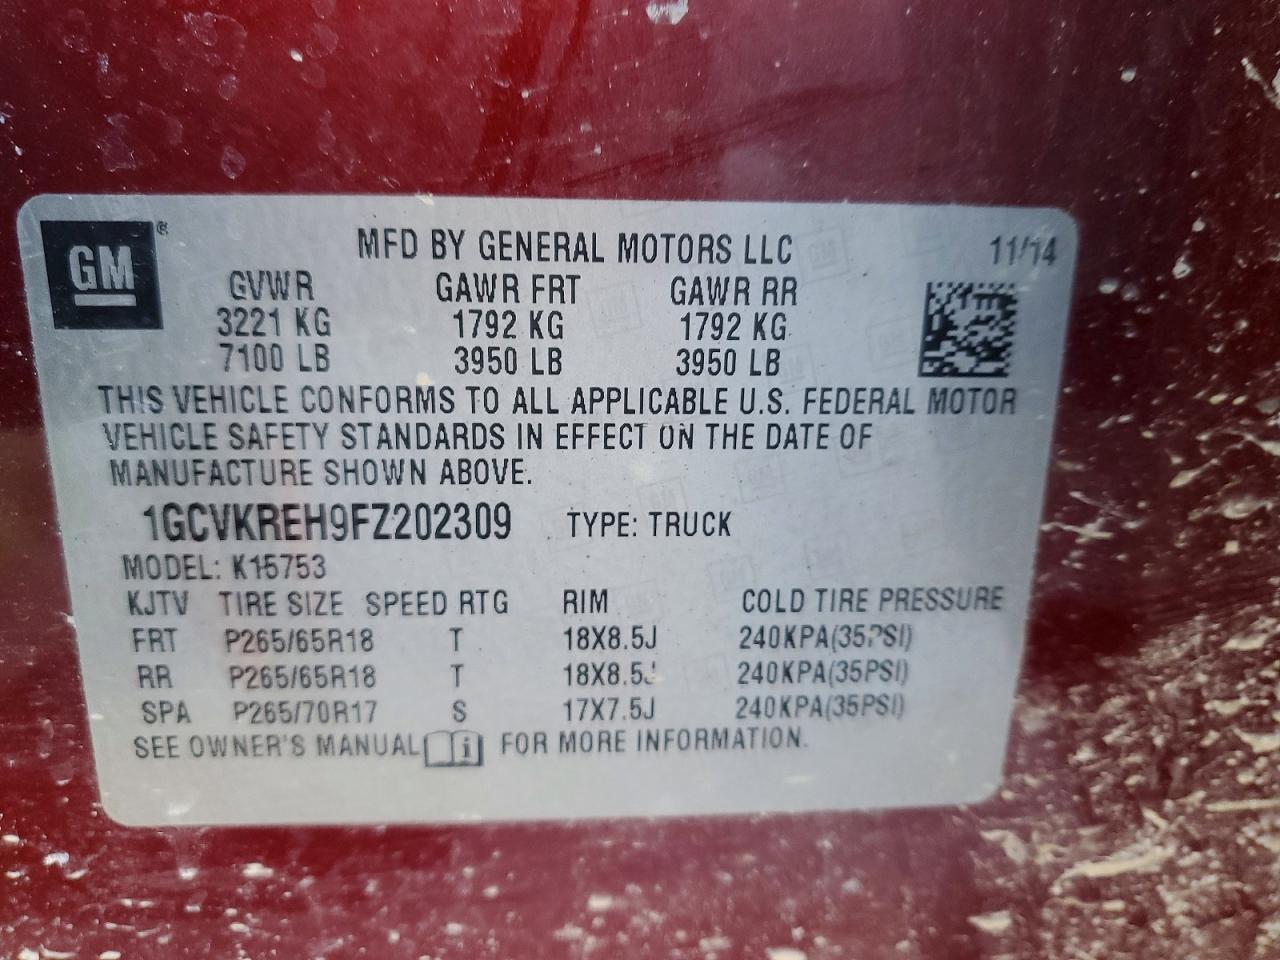 GM ®
MFD BY GENERAL MOTORS LLC 11/14
GVWR GAWR FRT GAWR RR
3221 KG 1792 KG 1792 KG
7100 LB 3950 LB 3950 LB
THIS VEHICLE CONFORMS TO ALL APPLICABLE U.S. FEDERAL MOTOR
VEHICLE SAFETY STANDARDS IN EFFECT ON THE DATE OF
MANUFACTURE SHOWN ABOVE.
1GCVKREH9FZ202309 TYPE: TRUCK
MODEL: K15753
KJTV TIRE SIZE SPEED RTG RIM COLD TIRE PRESSURE
FRT P265/65R18 T 18X8.5J 240KPA(35PSI)
RR P265/65R18 T 18X8.5J 240KPA(35PSI)
SPA P265/70R17 S 17X7.5J 240KPA(35PSI)
SEE OWNER'S MANUAL i FOR MORE INFORMATION.